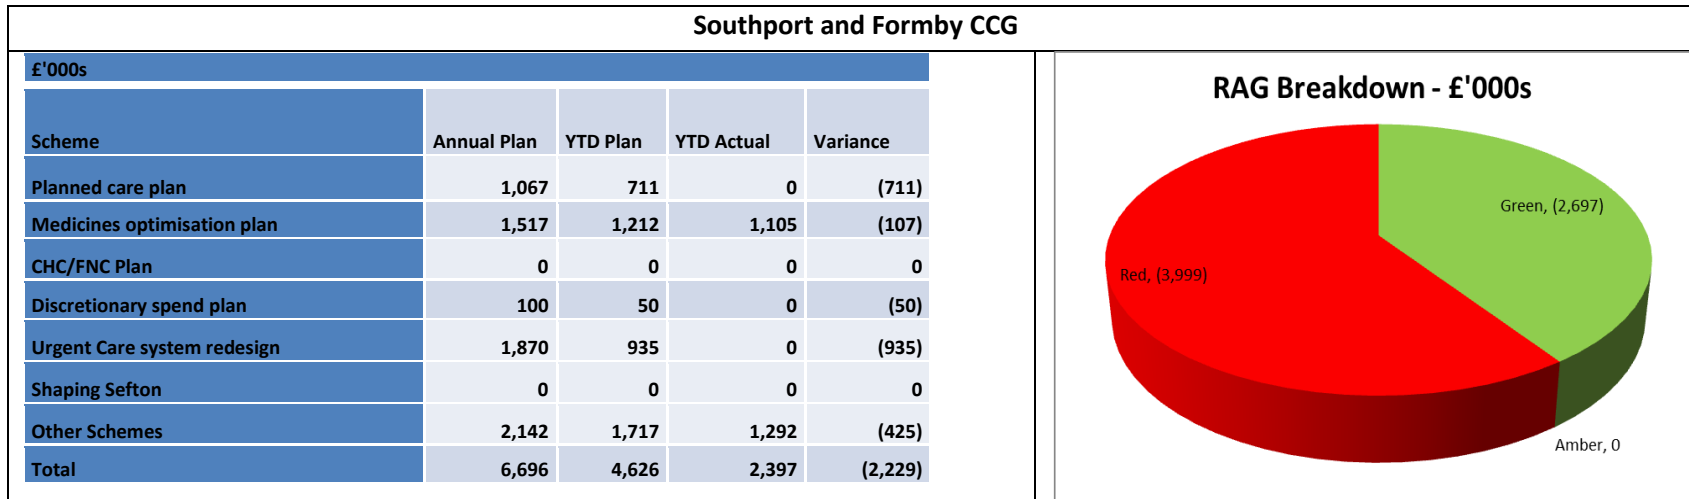 Southport and Formby CCG
£'000s
Scheme Annual Plan YTD Plan YTD Actual Variance
Planned care plan 1,067 711 0 (711)
Medicines optimisation plan 1,517 1,212 1,105 (107)
CHC/FNC Plan 0 0 0 0
Discretionary spend plan 100 50 0 (50)
Urgent Care system redesign 1,870 935 0 (935)
Shaping Sefton 0 0 0 0
Other Schemes 2,142 1,717 1,292 (425)
Total 6,696 4,626 2,397 (2,229)
RAG Breakdown - £'000s
Green, (2,697)
Red, (3,999)
Amber, 0